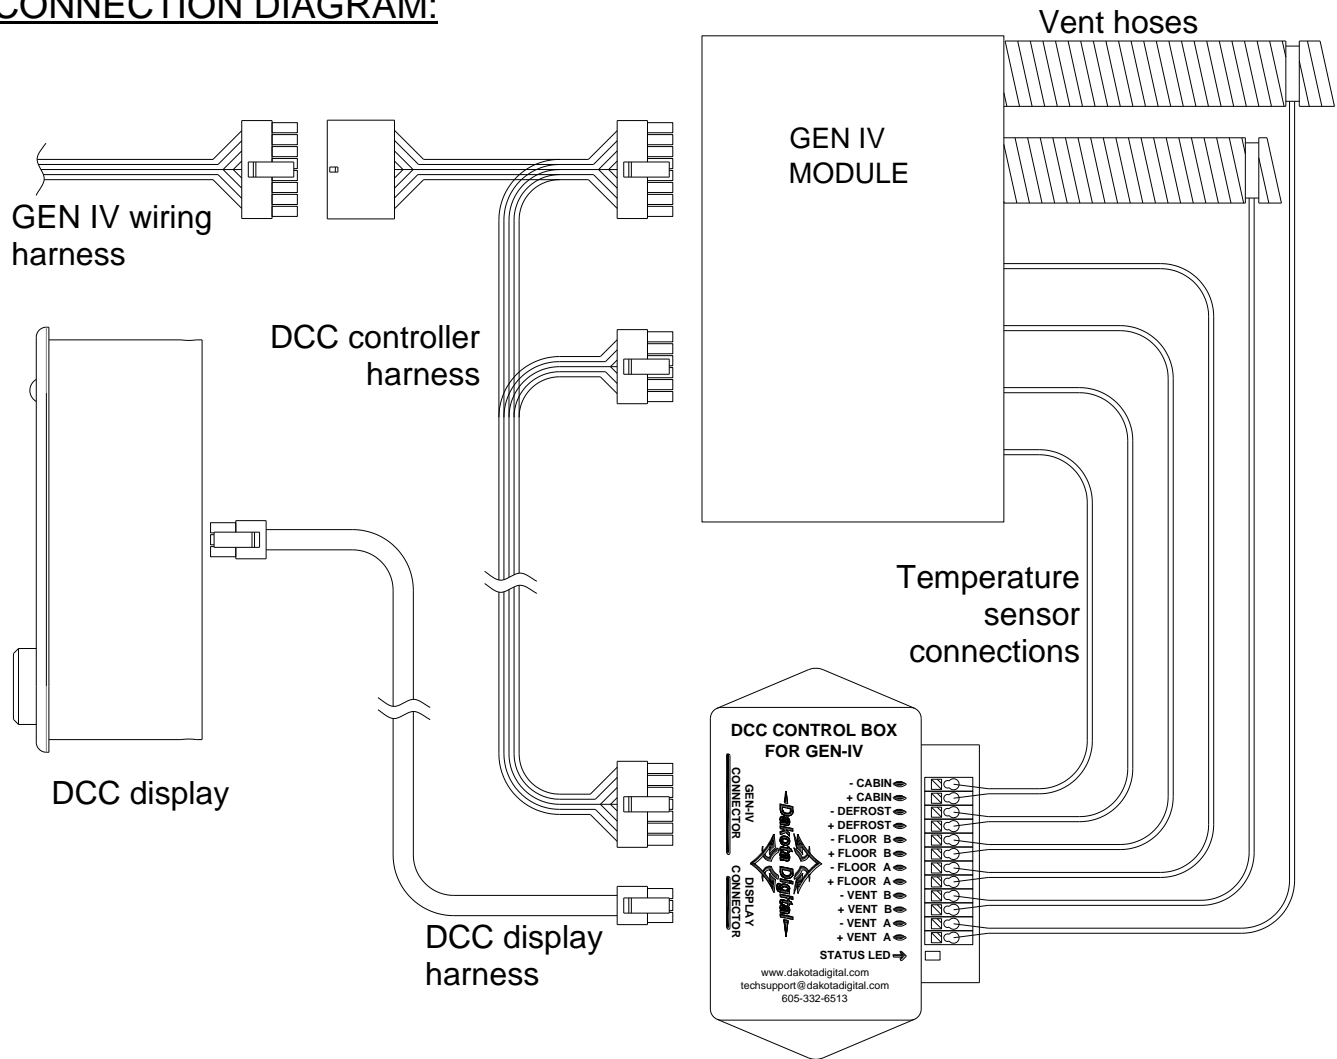 CONNECTION DIAGRAM:
Vent hoses
GEN IV
MODULE
GEN IV wiring
harness
DCC controller
harness
Temperature
sensor
connections
DCC display
DCC display
harness
DCC CONTROL BOX
FOR GEN-IV
GEN-IV
CONNECTOR
DISPLAY
CONNECTOR
Dakota Digital
- CABIN
+ CABIN
- DEFROST
+ DEFROST
- FLOOR B
+ FLOOR B
- FLOOR A
+ FLOOR A
- VENT B
+ VENT B
- VENT A
+ VENT A
STATUS LED
www.dakotadigital.com
techsupport@dakotadigital.com
605-332-6513